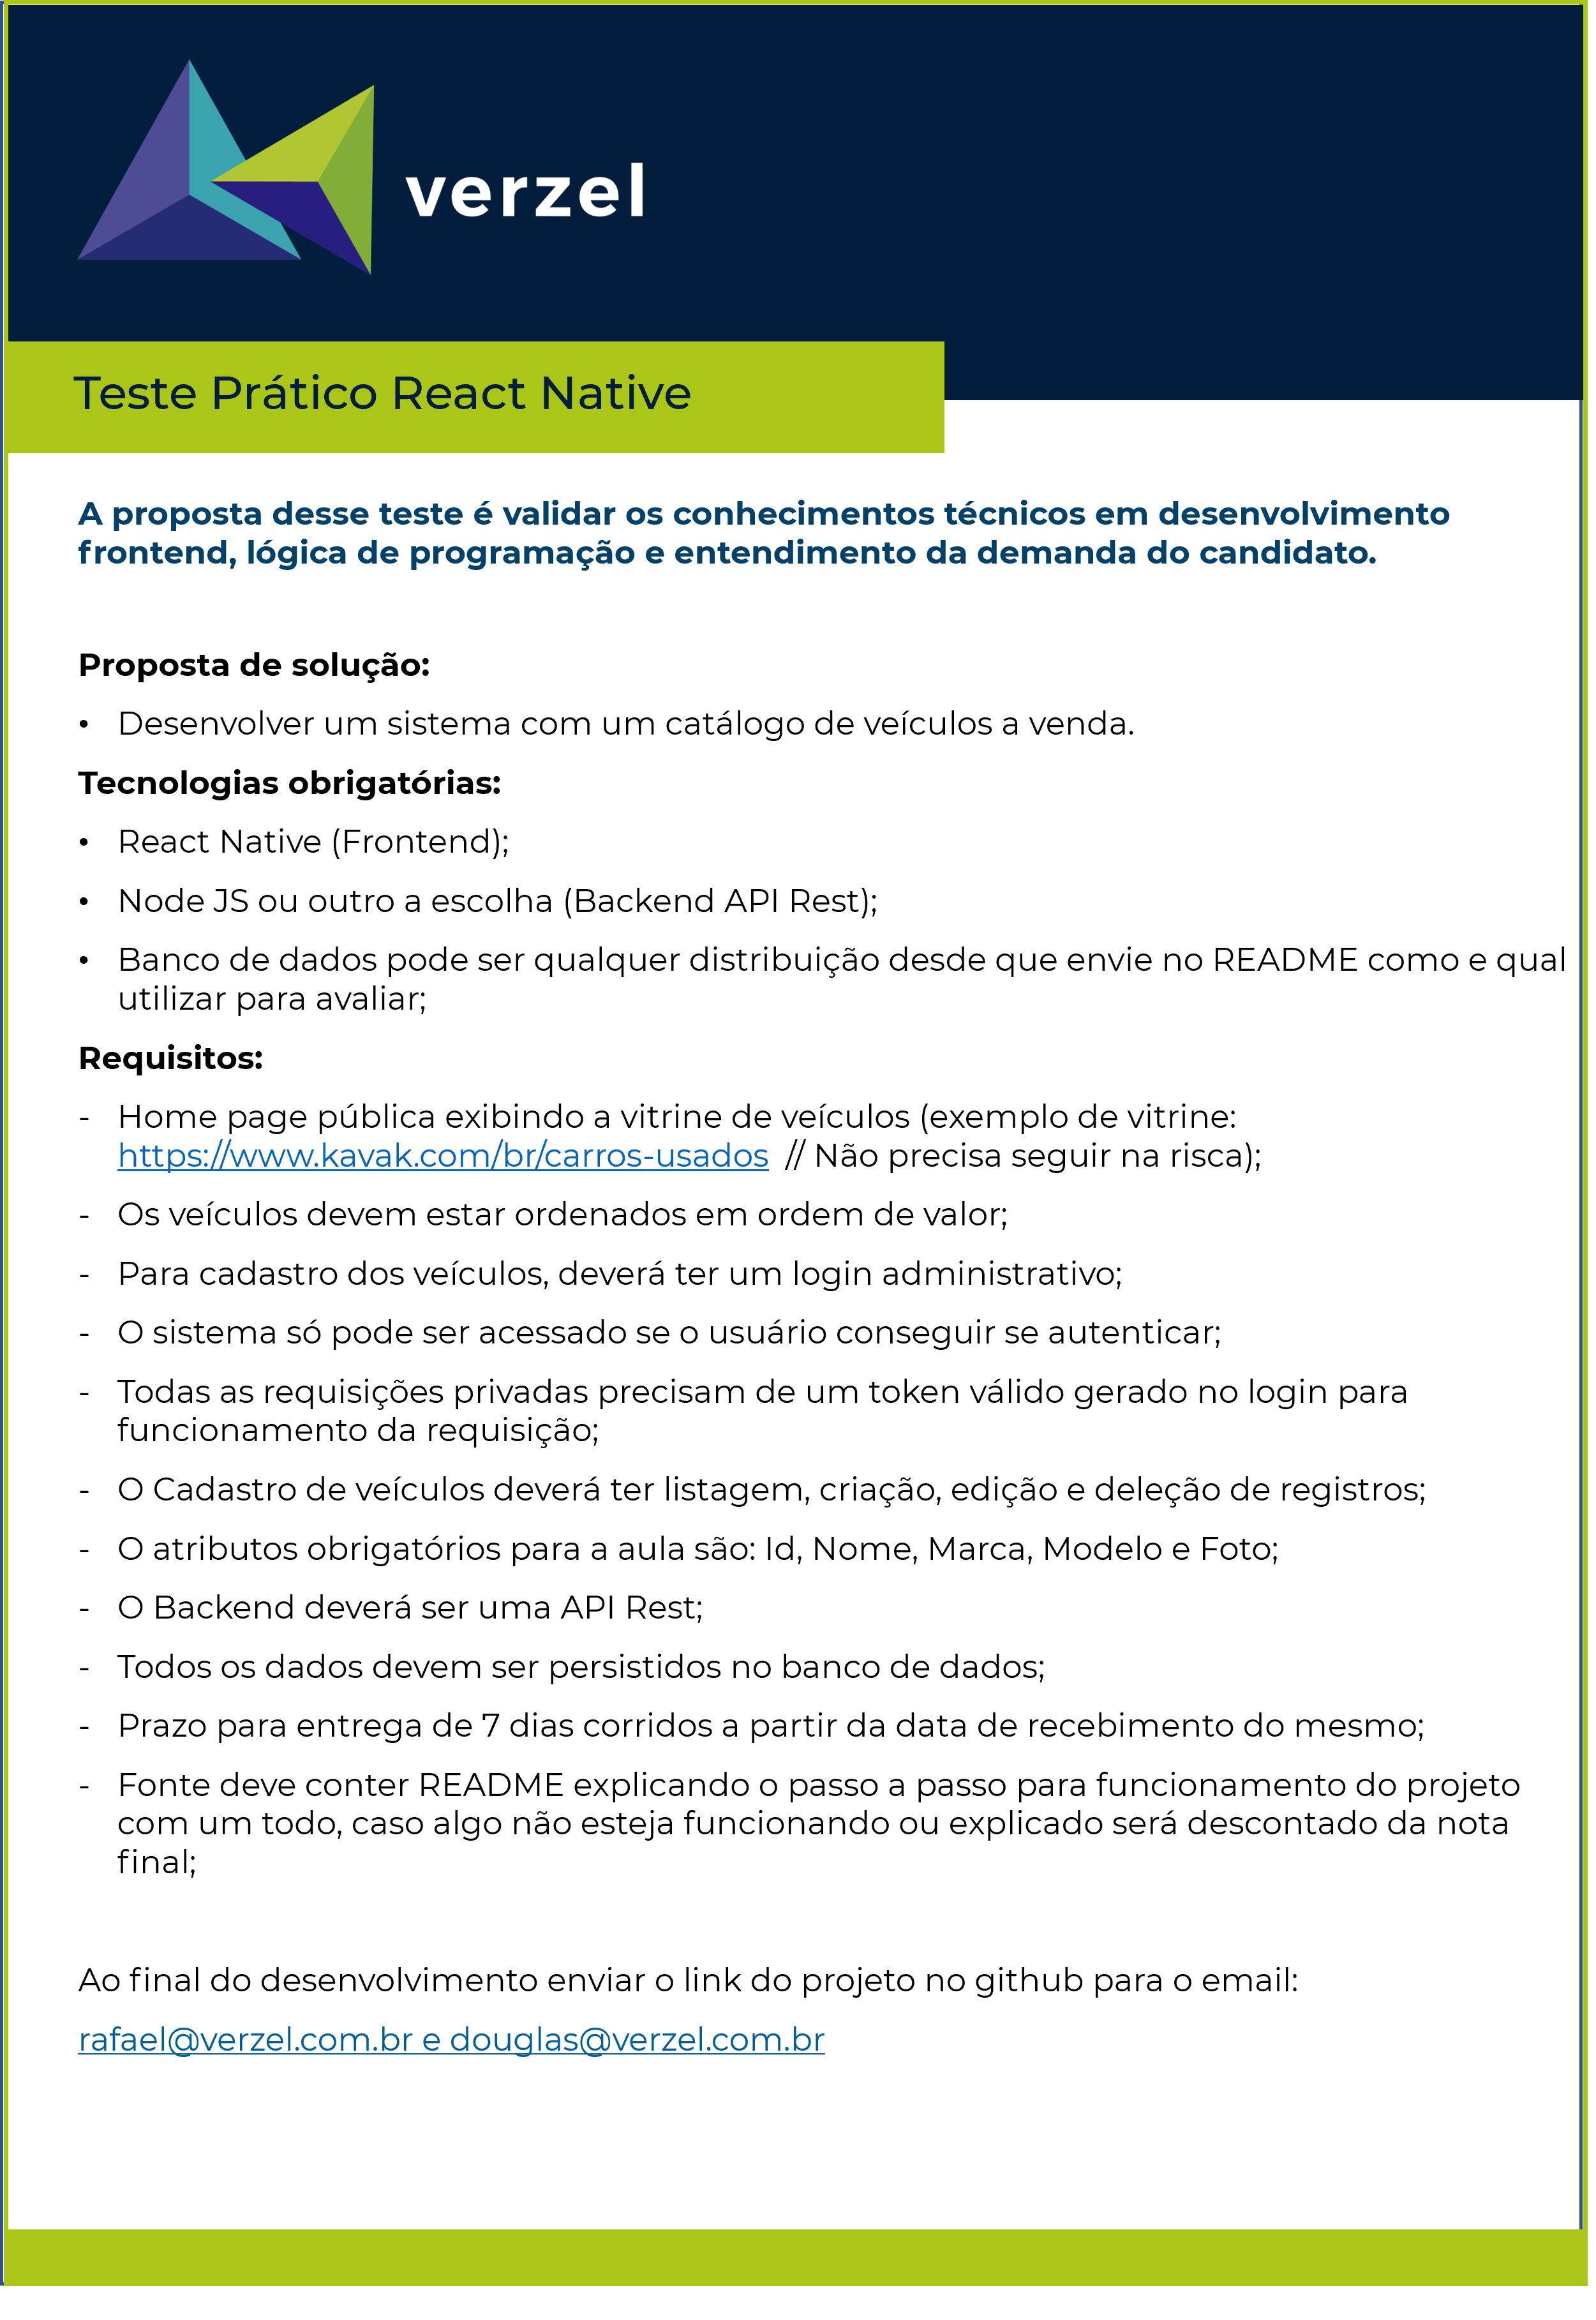 verzel
Teste Prático React Native
A proposta desse teste é validar os conhecimentos técnicos em desenvolvimento
frontend, lógica de programação e entendimento da demanda do candidato.
Proposta de solução:
• Desenvolver um sistema com um catálogo de veículos a venda.
Tecnologias obrigatórias:
• React Native (Frontend);
• Node JS ou outro a escolha (Backend API Rest);
• Banco de dados pode ser qualquer distribuição desde que envie no README como e qual
utilizar para avaliar;
Requisitos:
- Home page pública exibindo a vitrine de veículos (exemplo de vitrine:
https://www.kavak.com/br/carros-usados // Não precisa seguir na risca);
- Os veículos devem estar ordenados em ordem de valor;
- Para cadastro dos veículos, deverá ter um login administrativo;
- O sistema só pode ser acessado se o usuário conseguir se autenticar;
- Todas as requisições privadas precisam de um token válido gerado no login para
funcionamento da requisição;
- O Cadastro de veículos deverá ter listagem, criação, edição e deleção de registros;
- O atributos obrigatórios para a aula são: Id, Nome, Marca, Modelo e Foto;
- O Backend deverá ser uma API Rest;
- Todos os dados devem ser persistidos no banco de dados;
- Prazo para entrega de 7 dias corridos a partir da data de recebimento do mesmo;
- Fonte deve conter README explicando o passo a passo para funcionamento do projeto
com um todo, caso algo não esteja funcionando ou explicado será descontado da nota
final;
Ao final do desenvolvimento enviar o link do projeto no github para o email:
rafael@verzel.com.br e douglas@verzel.com.br